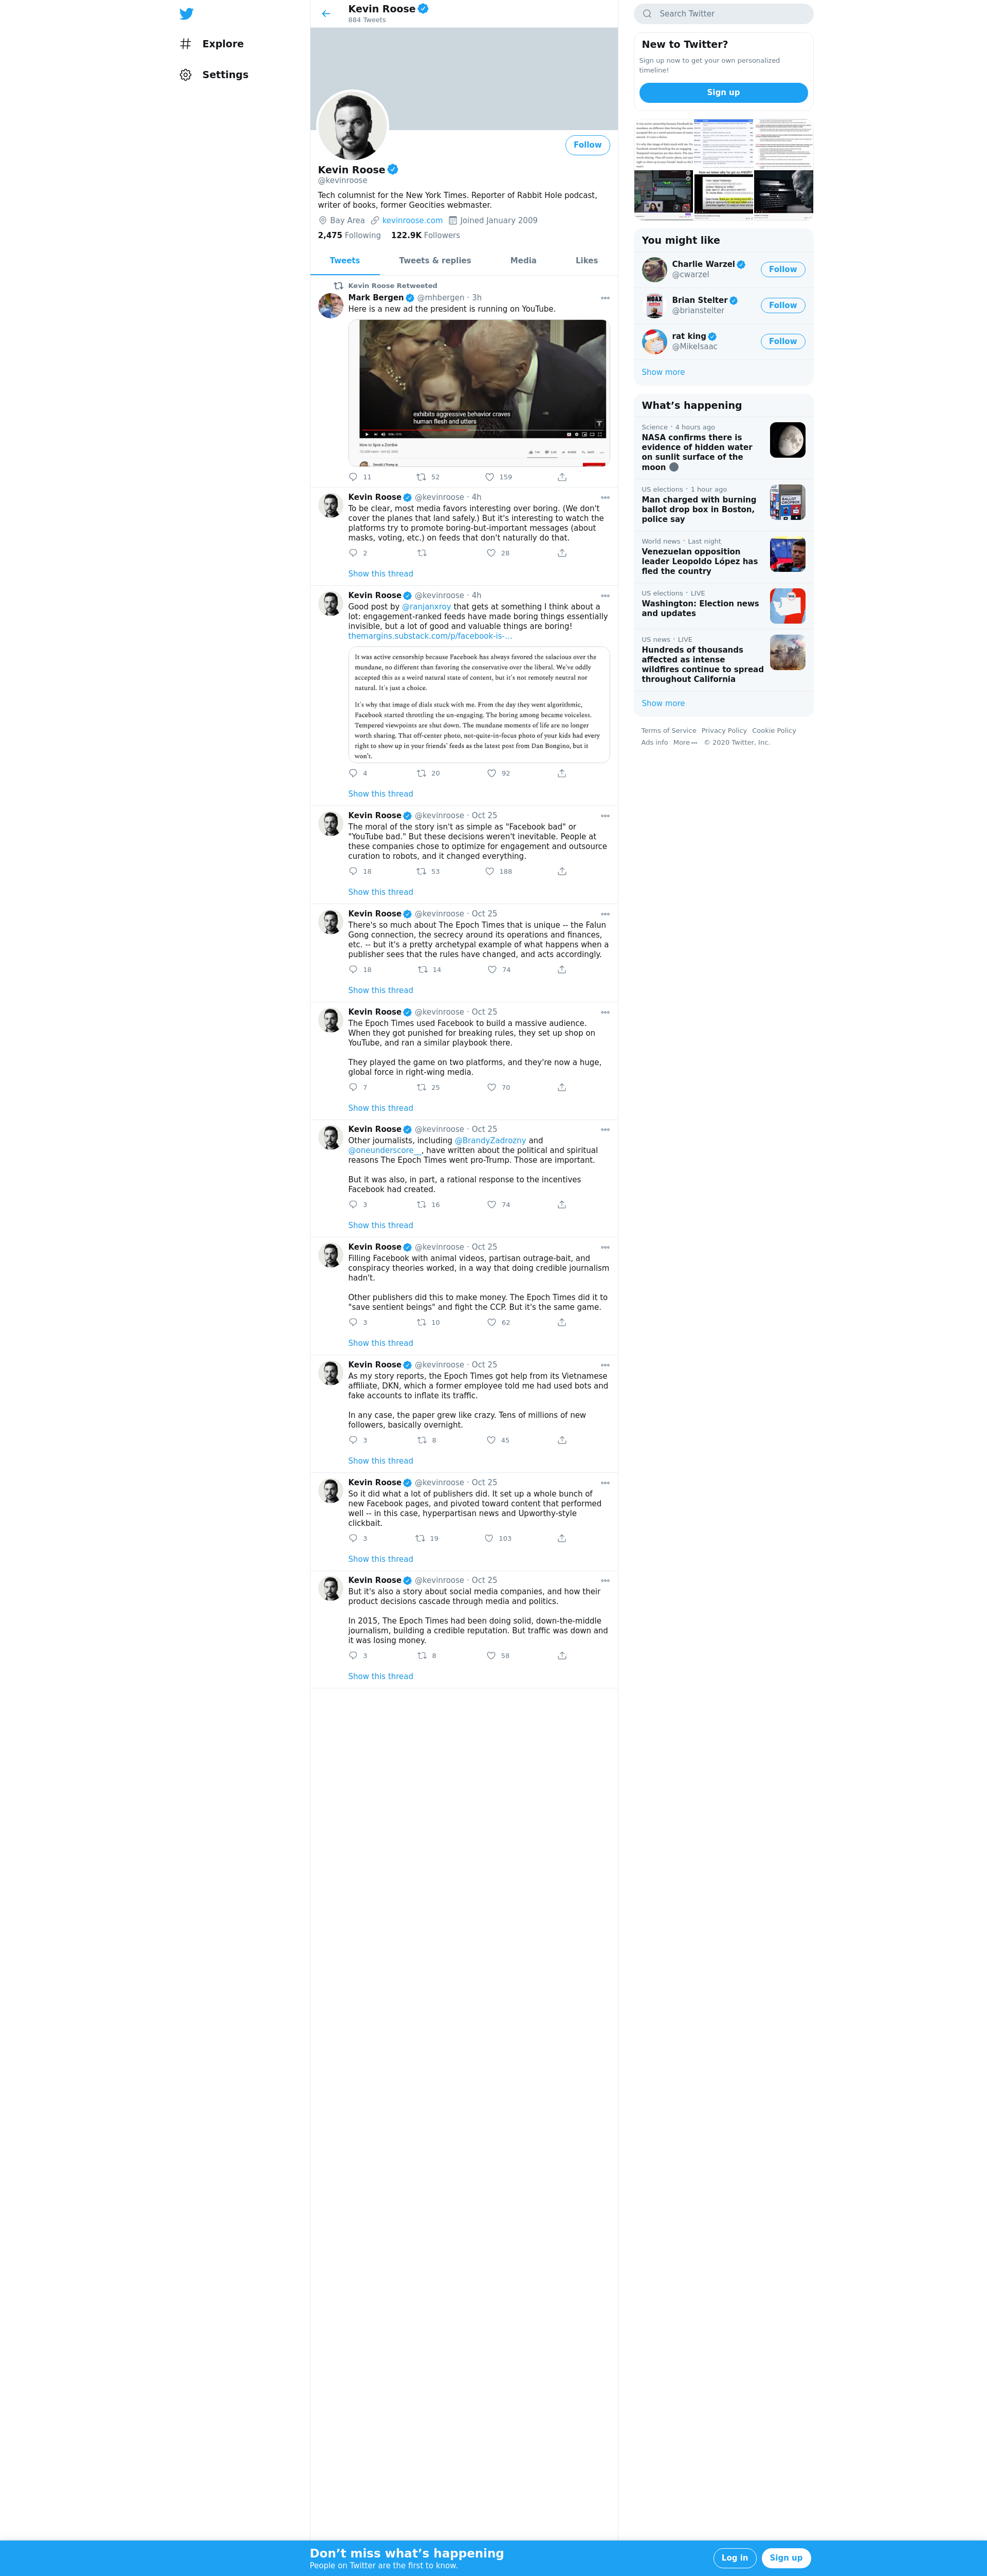 Explore
Settings
Kevin Roose
884 Tweets
Follow
Kevin Roose
@kevinroose
Tech columnist for the New York Times. Reporter of Rabbit Hole podcast,
writer of books, former Geocities webmaster.
Bay Area kevinroose.com Joined January 2009
2,475 Following 122.9K Followers
Tweets Tweets & replies Media Likes
Kevin Roose Retweeted
Mark Bergen @mhbergen · 3h
Here is a new ad the president is running on YouTube.
exhibits aggressive behavior craves
human flesh and utters
How to Spot a Zombie
11 52 159
Kevin Roose @kevinroose · 4h
To be clear, most media favors interesting over boring. (We don't
cover the planes that land safely.) But it's interesting to watch the
platforms try to promote boring-but-important messages (about
masks, voting, etc.) on feeds that don't naturally do that.
2 28
Show this thread
Kevin Roose @kevinroose · 4h
Good post by @ranjanxroy that gets at something I think about a
lot: engagement-ranked feeds have made boring things essentially
invisible, but a lot of good and valuable things are boring!
themargins.substack.com/p/facebook-is-...
It was active censorship because Facebook has always favored the salacious over the
mundane, no different than favoring the conservative over the liberal. We've oddly
accepted this as a weird natural state of content, but it's not remotely neutral nor
natural. It's just a choice.
It's why that image of dials stuck with me. From the day they went algorithmic,
Facebook started throttling the un-engaging. The boring among became voiceless.
Tempered viewpoints are shut down. The mundane moments of life are no longer
worth sharing. That off-center photo, not-quite-in-focus photo of your kids had every
right to show up in your friends' feeds as the latest post from Dan Bongino, but it
won't.
4 20 92
Show this thread
Kevin Roose @kevinroose · Oct 25
The moral of the story isn't as simple as "Facebook bad" or
"YouTube bad." But these decisions weren't inevitable. People at
these companies chose to optimize for engagement and outsource
curation to robots, and it changed everything.
18 53 188
Show this thread
Kevin Roose @kevinroose · Oct 25
There's so much about The Epoch Times that is unique -- the Falun
Gong connection, the secrecy around its operations and finances,
etc. -- but it's a pretty archetypal example of what happens when a
publisher sees that the rules have changed, and acts accordingly.
18 14 74
Show this thread
Kevin Roose @kevinroose · Oct 25
The Epoch Times used Facebook to build a massive audience.
When they got punished for breaking rules, they set up shop on
YouTube, and ran a similar playbook there.
They played the game on two platforms, and they're now a huge,
global force in right-wing media.
7 25 70
Show this thread
Kevin Roose @kevinroose · Oct 25
Other journalists, including @BrandyZadrozny and
@oneunderscore__, have written about the political and spiritual
reasons The Epoch Times went pro-Trump. Those are important.
But it was also, in part, a rational response to the incentives
Facebook had created.
3 16 74
Show this thread
Kevin Roose @kevinroose · Oct 25
Filling Facebook with animal videos, partisan outrage-bait, and
conspiracy theories worked, in a way that doing credible journalism
hadn't.
Other publishers did this to make money. The Epoch Times did it to
"save sentient beings" and fight the CCP. But it's the same game.
3 10 62
Show this thread
Kevin Roose @kevinroose · Oct 25
As my story reports, the Epoch Times got help from its Vietnamese
affiliate, DKN, which a former employee told me had used bots and
fake accounts to inflate its traffic.
In any case, the paper grew like crazy. Tens of millions of new
followers, basically overnight.
3 8 45
Show this thread
Kevin Roose @kevinroose · Oct 25
So it did what a lot of publishers did. It set up a whole bunch of
new Facebook pages, and pivoted toward content that performed
well -- in this case, hyperpartisan news and Upworthy-style
clickbait.
3 19 103
Show this thread
Kevin Roose @kevinroose · Oct 25
But it's also a story about social media companies, and how their
product decisions cascade through media and politics.
In 2015, The Epoch Times had been doing solid, down-the-middle
journalism, building a credible reputation. But traffic was down and
it was losing money.
3 8 58
Show this thread
Search Twitter
New to Twitter?
Sign up now to get your own personalized
timeline!
Sign up
You might like
Charlie Warzel
@cwarzel
Follow
HOAX
Brian Stelter
@brianstelter
Follow
rat king
@MikeIsaac
Follow
Show more
What's happening
Science · 4 hours ago
NASA confirms there is
evidence of hidden water
on sunlit surface of the
moon
US elections · 1 hour ago
Man charged with burning
ballot drop box in Boston,
police say
BALLOT
DROPBOX
World news · Last night
Venezuelan opposition
leader Leopoldo López has
fled the country
US elections · LIVE
Washington: Election news
and updates
US news · LIVE
Hundreds of thousands
affected as intense
wildfires continue to spread
throughout California
Show more
Terms of Service Privacy Policy Cookie Policy
Ads info More ••• © 2020 Twitter, Inc.
Don't miss what's happening
People on Twitter are the first to know.
Log in Sign up